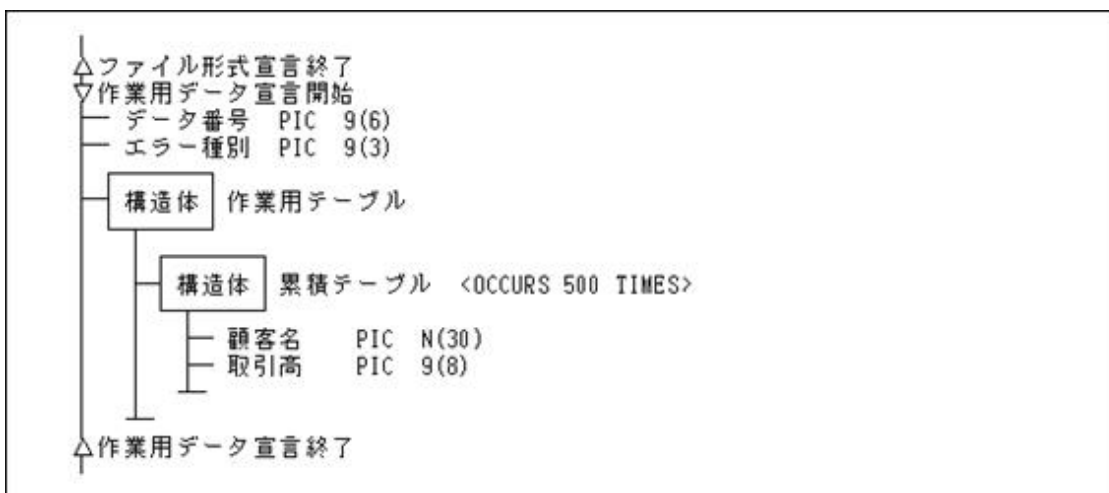 ファイル形式宣言終了
作業用データ宣言開始
データ番号 PIC 9(6)
エラー種別 PIC 9(3)
構造体 作業用テーブル
構造体 累積テーブル <OCCURS 500 TIMES>
顧客名 PIC N(30)
取引高 PIC 9(8)
作業用データ宣言終了